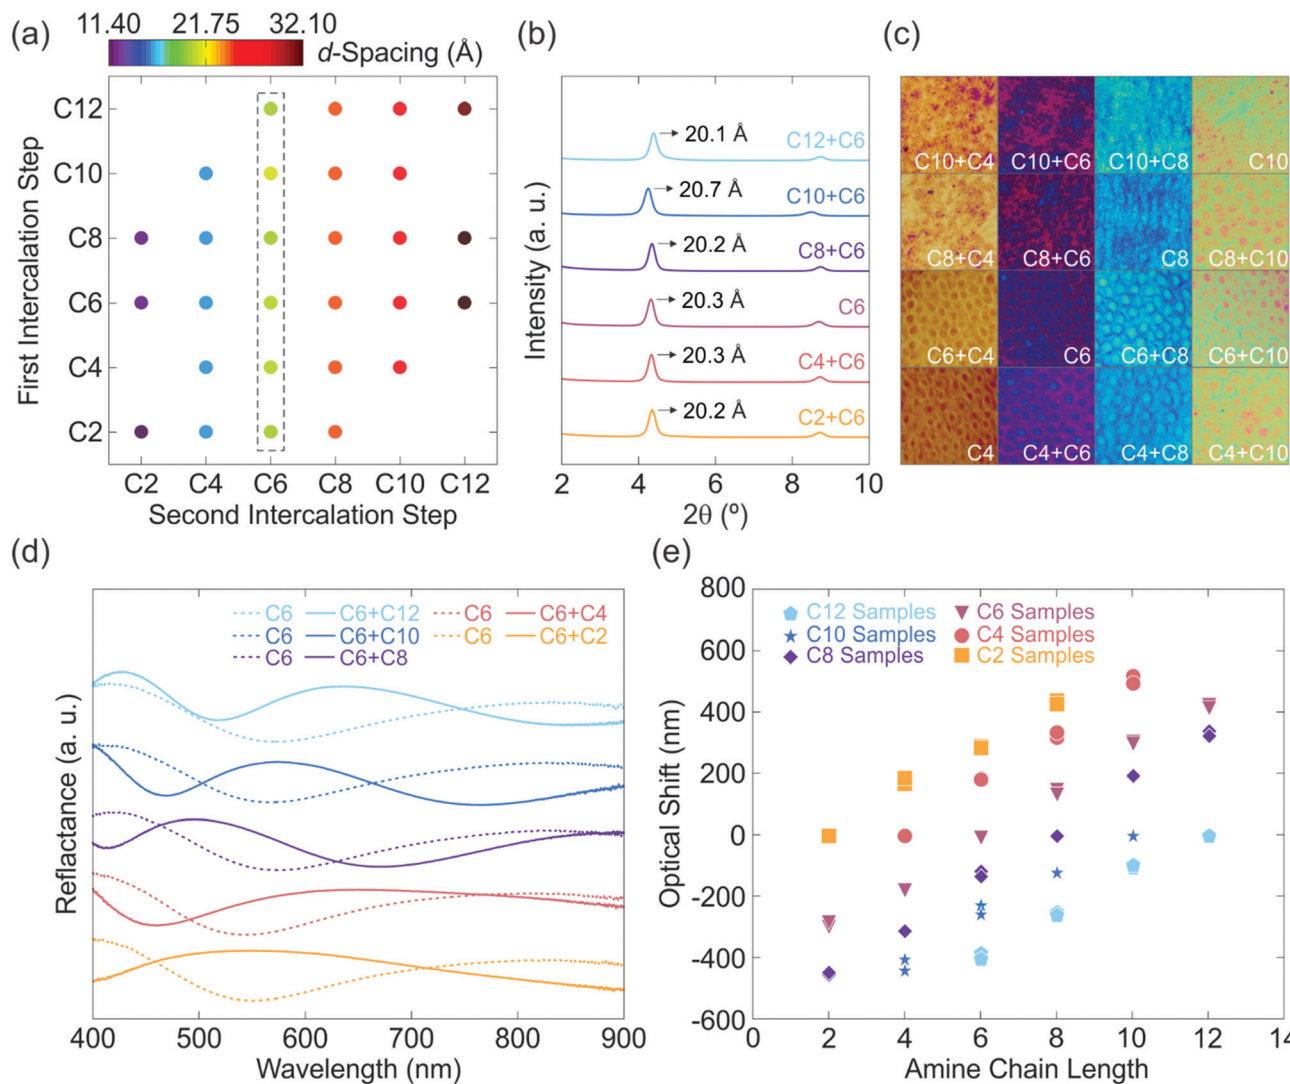 (a)
11.40 21.75 32.10
d-Spacing (Å)
First Intercalation Step
C12
C10
C8
C6
C4
C2
C2 C4 C6 C8 C10 C12
Second Intercalation Step
(b)
Intensity (a. u.)
20.1 Å C12+C6
20.7 Å C10+C6
20.2 Å C8+C6
20.3 Å C6
20.3 Å C4+C6
20.2 Å C2+C6
2 4 6 8 10
2θ (º)
(c)
C10+C4 C10+C6 C10+C8 C10
C8+C4 C8+C6 C8 C8+C10
C6+C4 C6 C6+C8 C6+C10
C4 C4+C6 C4+C8 C4+C10
(d)
Reflactance (a. u.)
C6 C6+C12 C6 C6+C4
C6 C6+C10 C6 C6+C2
C6 C6+C8
400 500 600 700 800 900
Wavelength (nm)
(e)
Optical Shift (nm)
800
600
400
200
0
-200
-400
-600
C12 Samples C6 Samples
C10 Samples C4 Samples
C8 Samples C2 Samples
0 2 4 6 8 10 12 14
Amine Chain Length